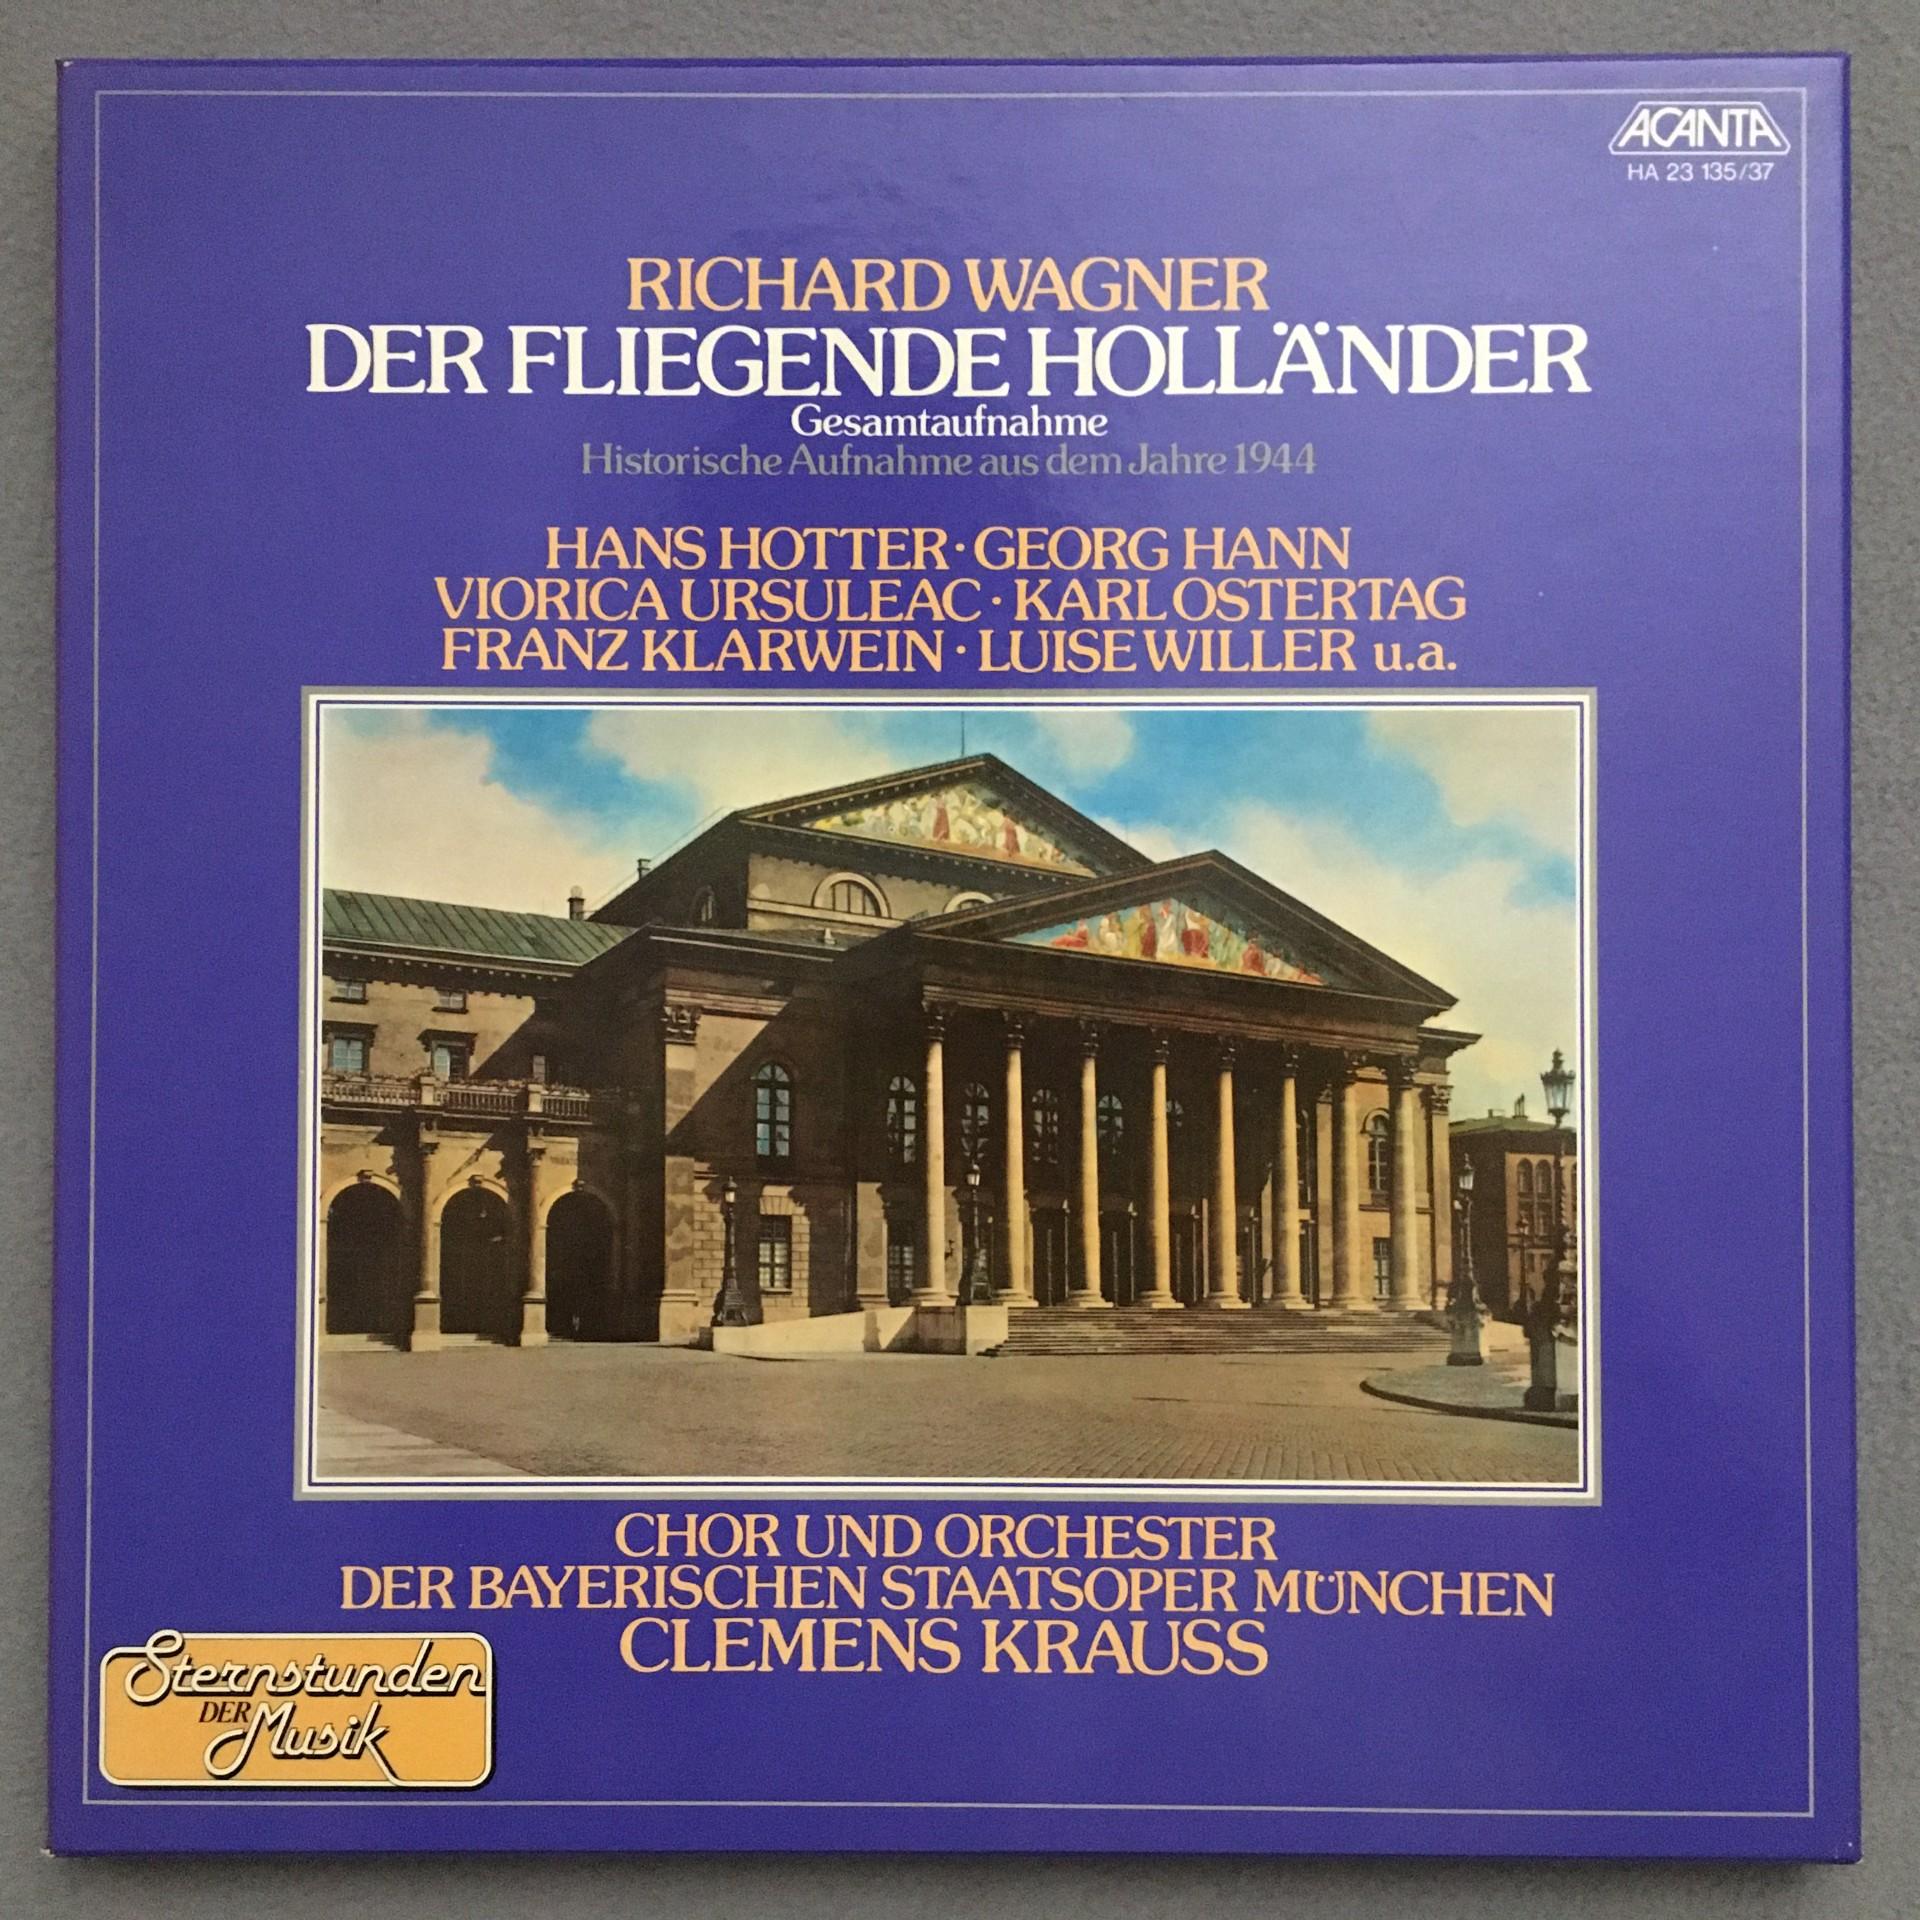 ACANTA
HA 23 135/37
RICHARD WAGNER
DER FLIEGENDE HOLLÄNDER
Gesamtaufnahme
Historische Aufnahme aus dem Jahre 1944
HANS HOTTER · GEORG HANN
VIORICA URSULEAC · KARL OSTERTAG
FRANZ KLARWEIN · LUISE WILLER u.a.
CHOR UND ORCHESTER
DER BAYERISCHEN STAATSOPER MÜNCHEN
CLEMENS KRAUSS
Sternstunden
DER Musik